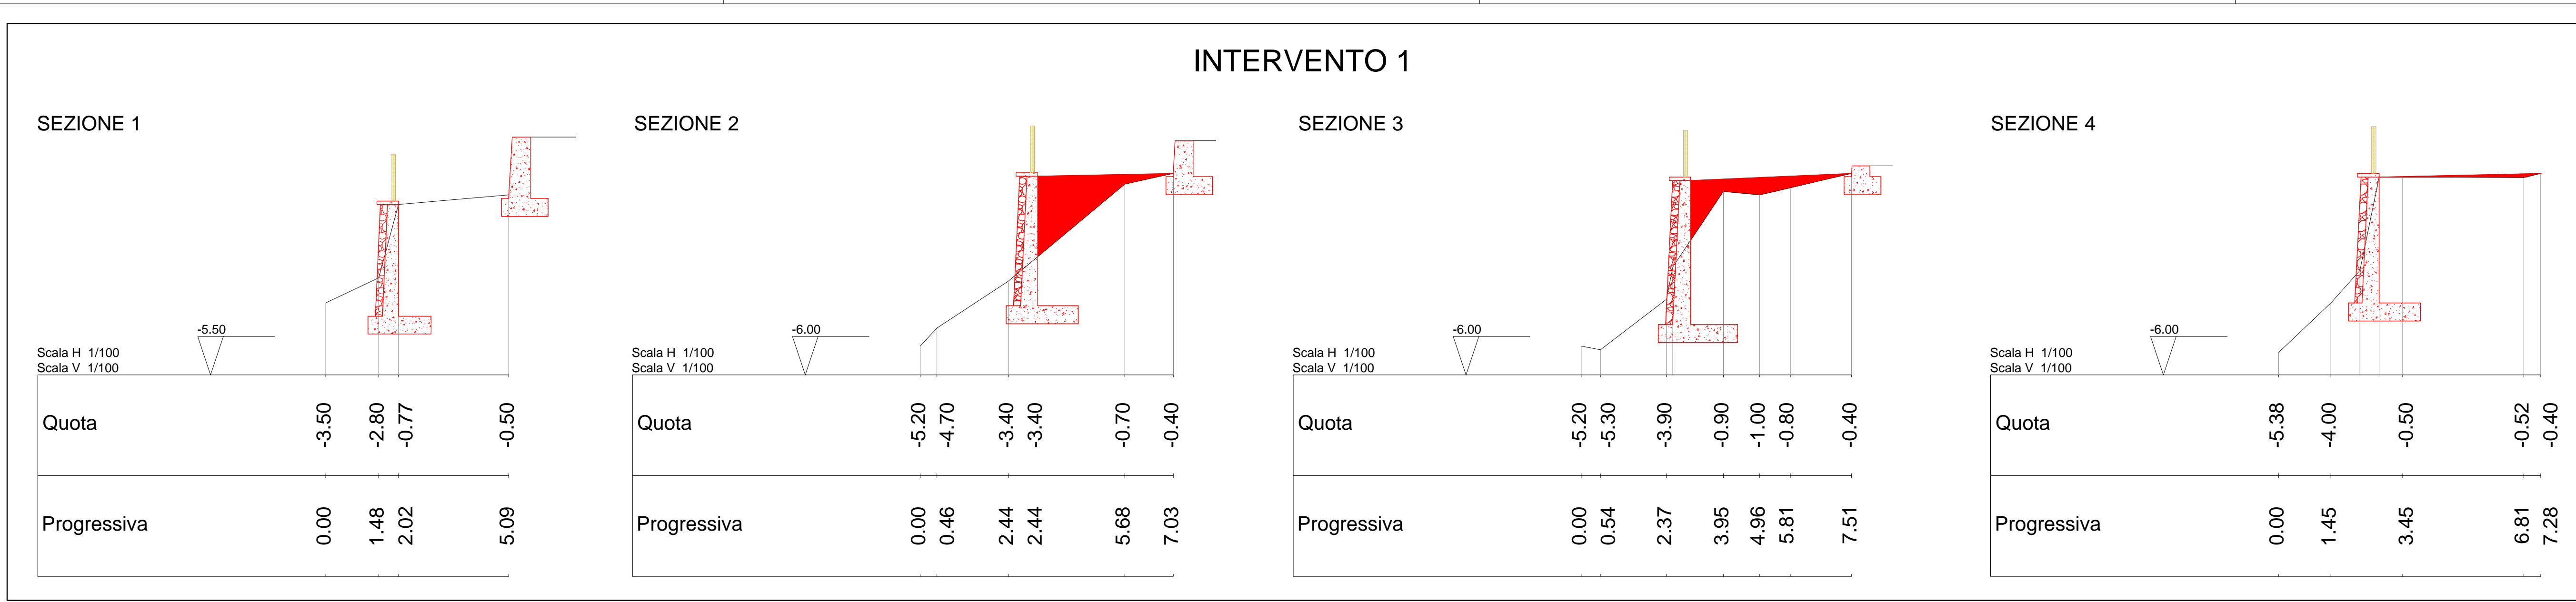 INTERVENTO 1
SEZIONE 1
-5.50
Scala H 1/100
Scala V 1/100
Quota -3.50 -2.80 -0.77 -0.50
Progressiva 0.00 1.48 2.02 5.09
SEZIONE 2
-6.00
Scala H 1/100
Scala V 1/100
Quota -5.20 -4.70 -3.40 -3.40 -0.70 -0.40
Progressiva 0.00 0.46 2.44 2.44 5.68 7.03
SEZIONE 3
-6.00
Scala H 1/100
Scala V 1/100
Quota -5.20 -5.30 -3.90 -0.90 -1.00 -0.80 -0.40
Progressiva 0.00 0.54 2.37 3.95 4.96 5.81 7.51
SEZIONE 4
-6.00
Scala H 1/100
Scala V 1/100
Quota -5.38 -4.00 -0.50 -0.52 -0.40
Progressiva 0.00 1.45 3.45 6.81 7.28